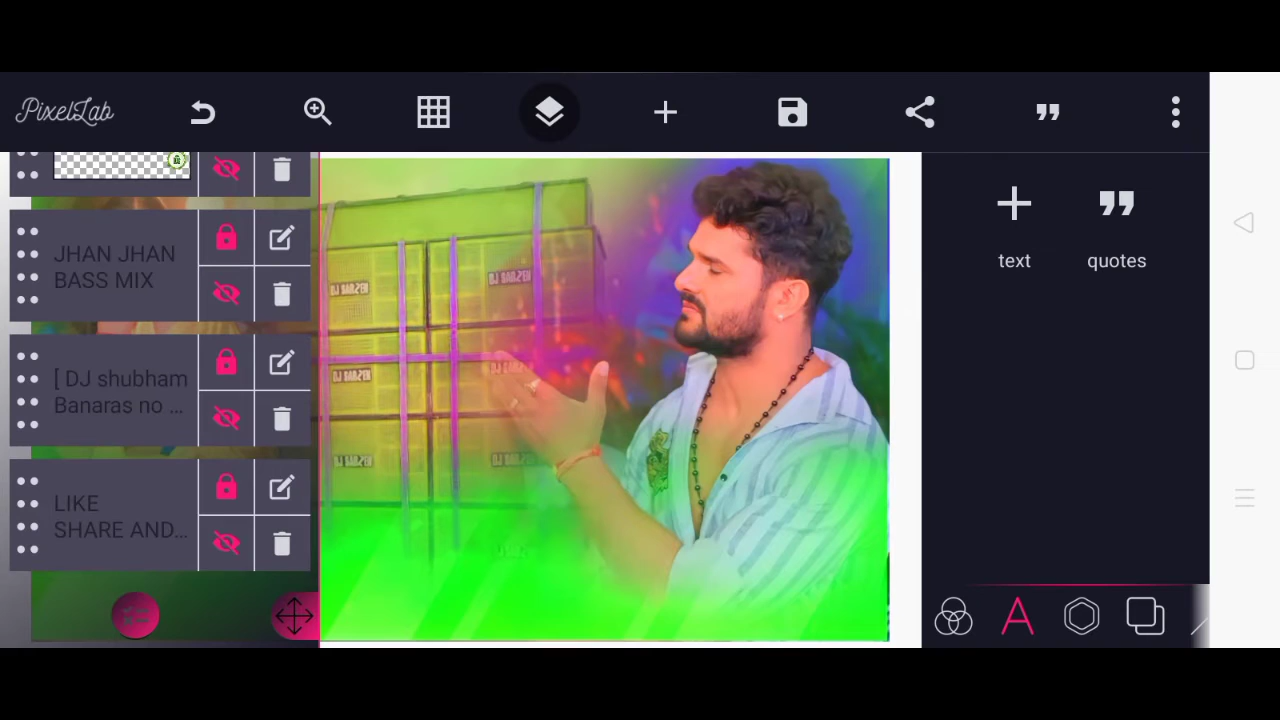 PixelLab
JHAN JHAN
BASS MIX
[ DJ shubham
Banaras no ...
LIKE
SHARE AND...
text
quotes